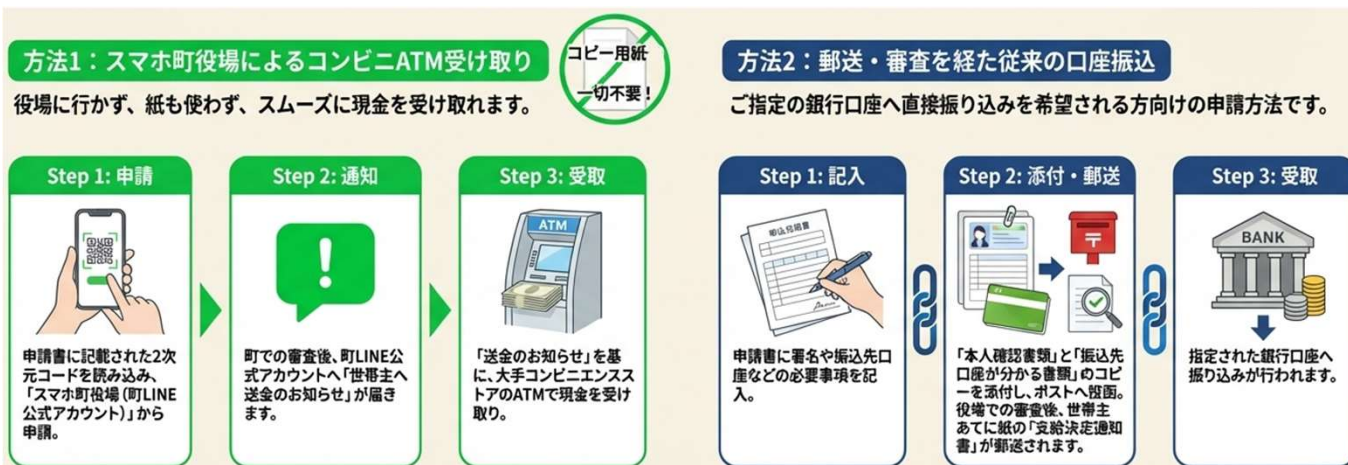 方法1：スマホ町役場によるコンビニATM受け取り
コピー用紙
一切不要！
役場に行かず、紙も使わず、スムーズに現金を受け取れます。
Step 1: 申請
申請書に記載された2次
元コードを読み込み、
「スマホ町役場（町LINE
公式アカウント）」から
申請。
Step 2: 通知
町での審査後、町LINE公
式アカウントへ「世帯主へ
送金のお知らせ」が届き
ます。
Step 3: 受取
ATM
「送金のお知らせ」を基
に、大手コンビニエンスス
トアのATMで現金を受け
取り。
方法2：郵送・審査を経た従来の口座振込
ご指定の銀行口座へ直接振り込みを希望される方向けの申請方法です。
Step 1: 記入
申請書に署名や振込先口
座などの必要事項を記
入。
Step 2: 添付・郵送
「本人確認書類」と「振込先
口座が分かる書類」のコピ
ーを添付し、ポストへ投函。
役場での審査後、世帯主
あてに紙の「支給決定通知
書」が郵送されます。
Step 3: 受取
BANK
指定された銀行口座へ
振り込みが行われます。